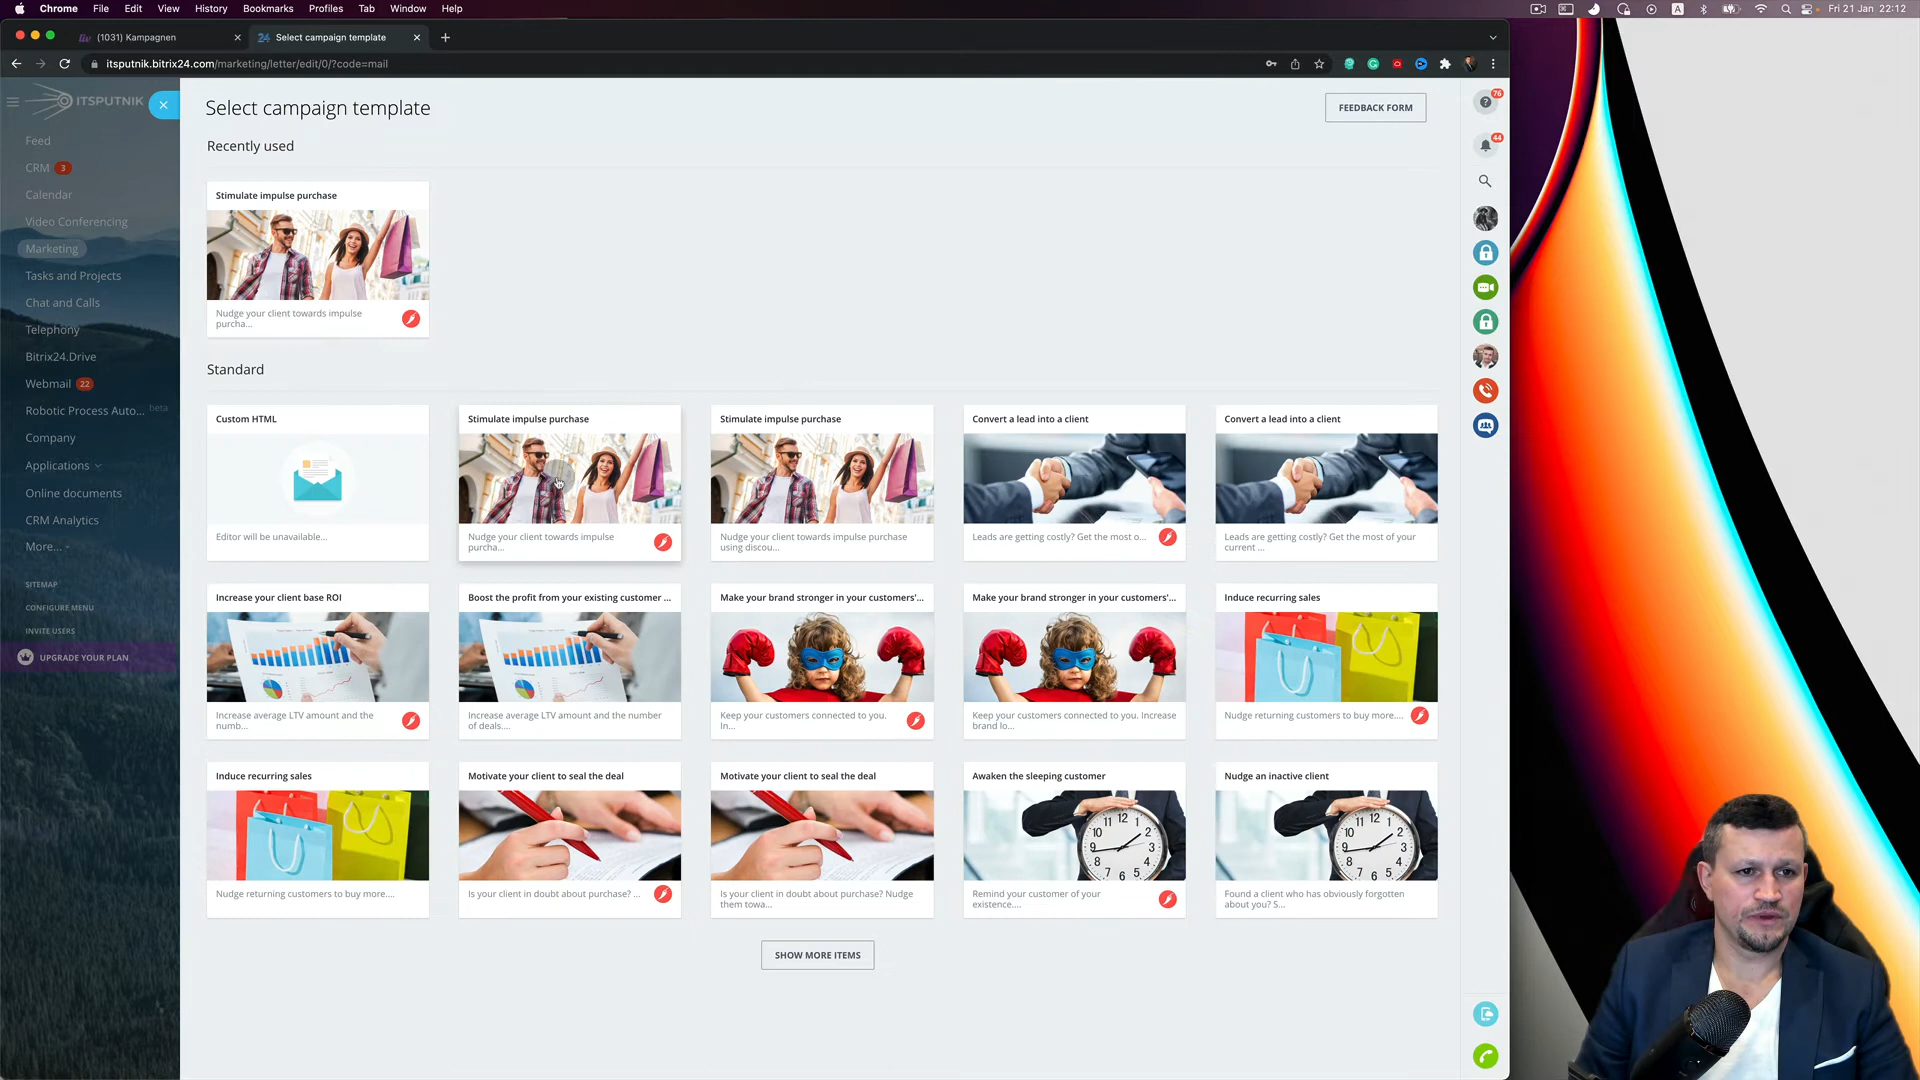 Chrome File Edit View History Bookmarks Profiles Tab Window Help
A Fri 21 Jan 22:12
liv (1031) Kampagnen
24 Select campaign template
itsputnik.bitrix24.com/marketing/letter/edit/0/?code=mail
ITSPUTNIK
Select campaign template
FEEDBACK FORM
76
44
Feed
CRM 3
Calendar
Video Conferencing
Marketing
Tasks and Projects
Chat and Calls
Telephony
Bitrix24.Drive
Webmail 22
Robotic Process Auto... beta
Company
Applications
Online documents
CRM Analytics
More...
SITEMAP
CONFIGURE MENU
INVITE USERS
UPGRADE YOUR PLAN
Recently used
Stimulate impulse purchase
Nudge your client towards impulse
purcha...
Standard
Custom HTML
Editor will be unavailable...
Stimulate impulse purchase
Nudge your client towards impulse
purcha...
Stimulate impulse purchase
Nudge your client towards impulse purchase
using discou...
Convert a lead into a client
Leads are getting costly? Get the most o...
Convert a lead into a client
Leads are getting costly? Get the most of your
current ...
Increase your client base ROI
Increase average LTV amount and the
numb...
Boost the profit from your existing customer ...
Increase average LTV amount and the number
of deals....
Make your brand stronger in your customers'...
Keep your customers connected to you.
In...
Make your brand stronger in your customers'...
Keep your customers connected to you. Increase
brand lo...
Induce recurring sales
Nudge returning customers to buy more....
Induce recurring sales
Nudge returning customers to buy more....
Motivate your client to seal the deal
Is your client in doubt about purchase? ...
Motivate your client to seal the deal
Is your client in doubt about purchase? Nudge
them towa...
Awaken the sleeping customer
Remind your customer of your
existence....
Nudge an inactive client
Found a client who has obviously forgotten
about you? S...
SHOW MORE ITEMS